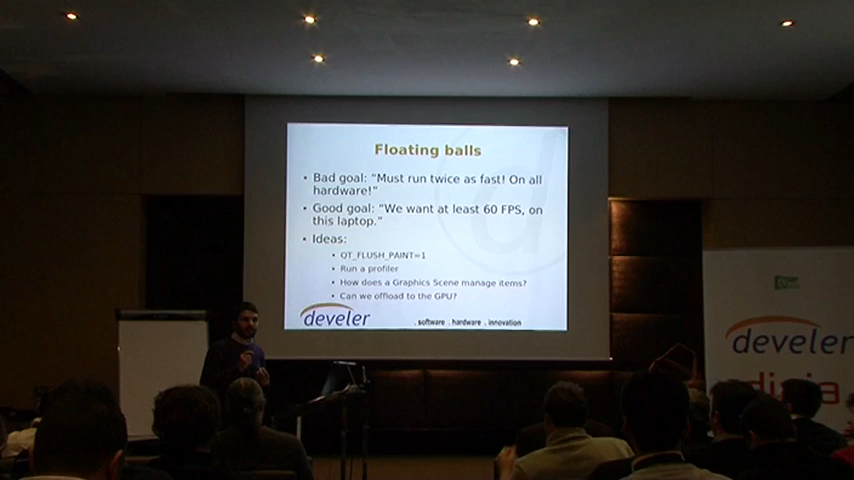 Floating balls
• Bad goal: “Must run twice as fast! On all
hardware!”
• Good goal: “We want at least 60 FPS, on
this laptop.”
• Ideas:
• QT_FLUSH_PAINT=1
• Run a profiler
• How does a Graphics Scene manage items?
• Can we offload to the GPU?
develer
. software . hardware . innovation
develer